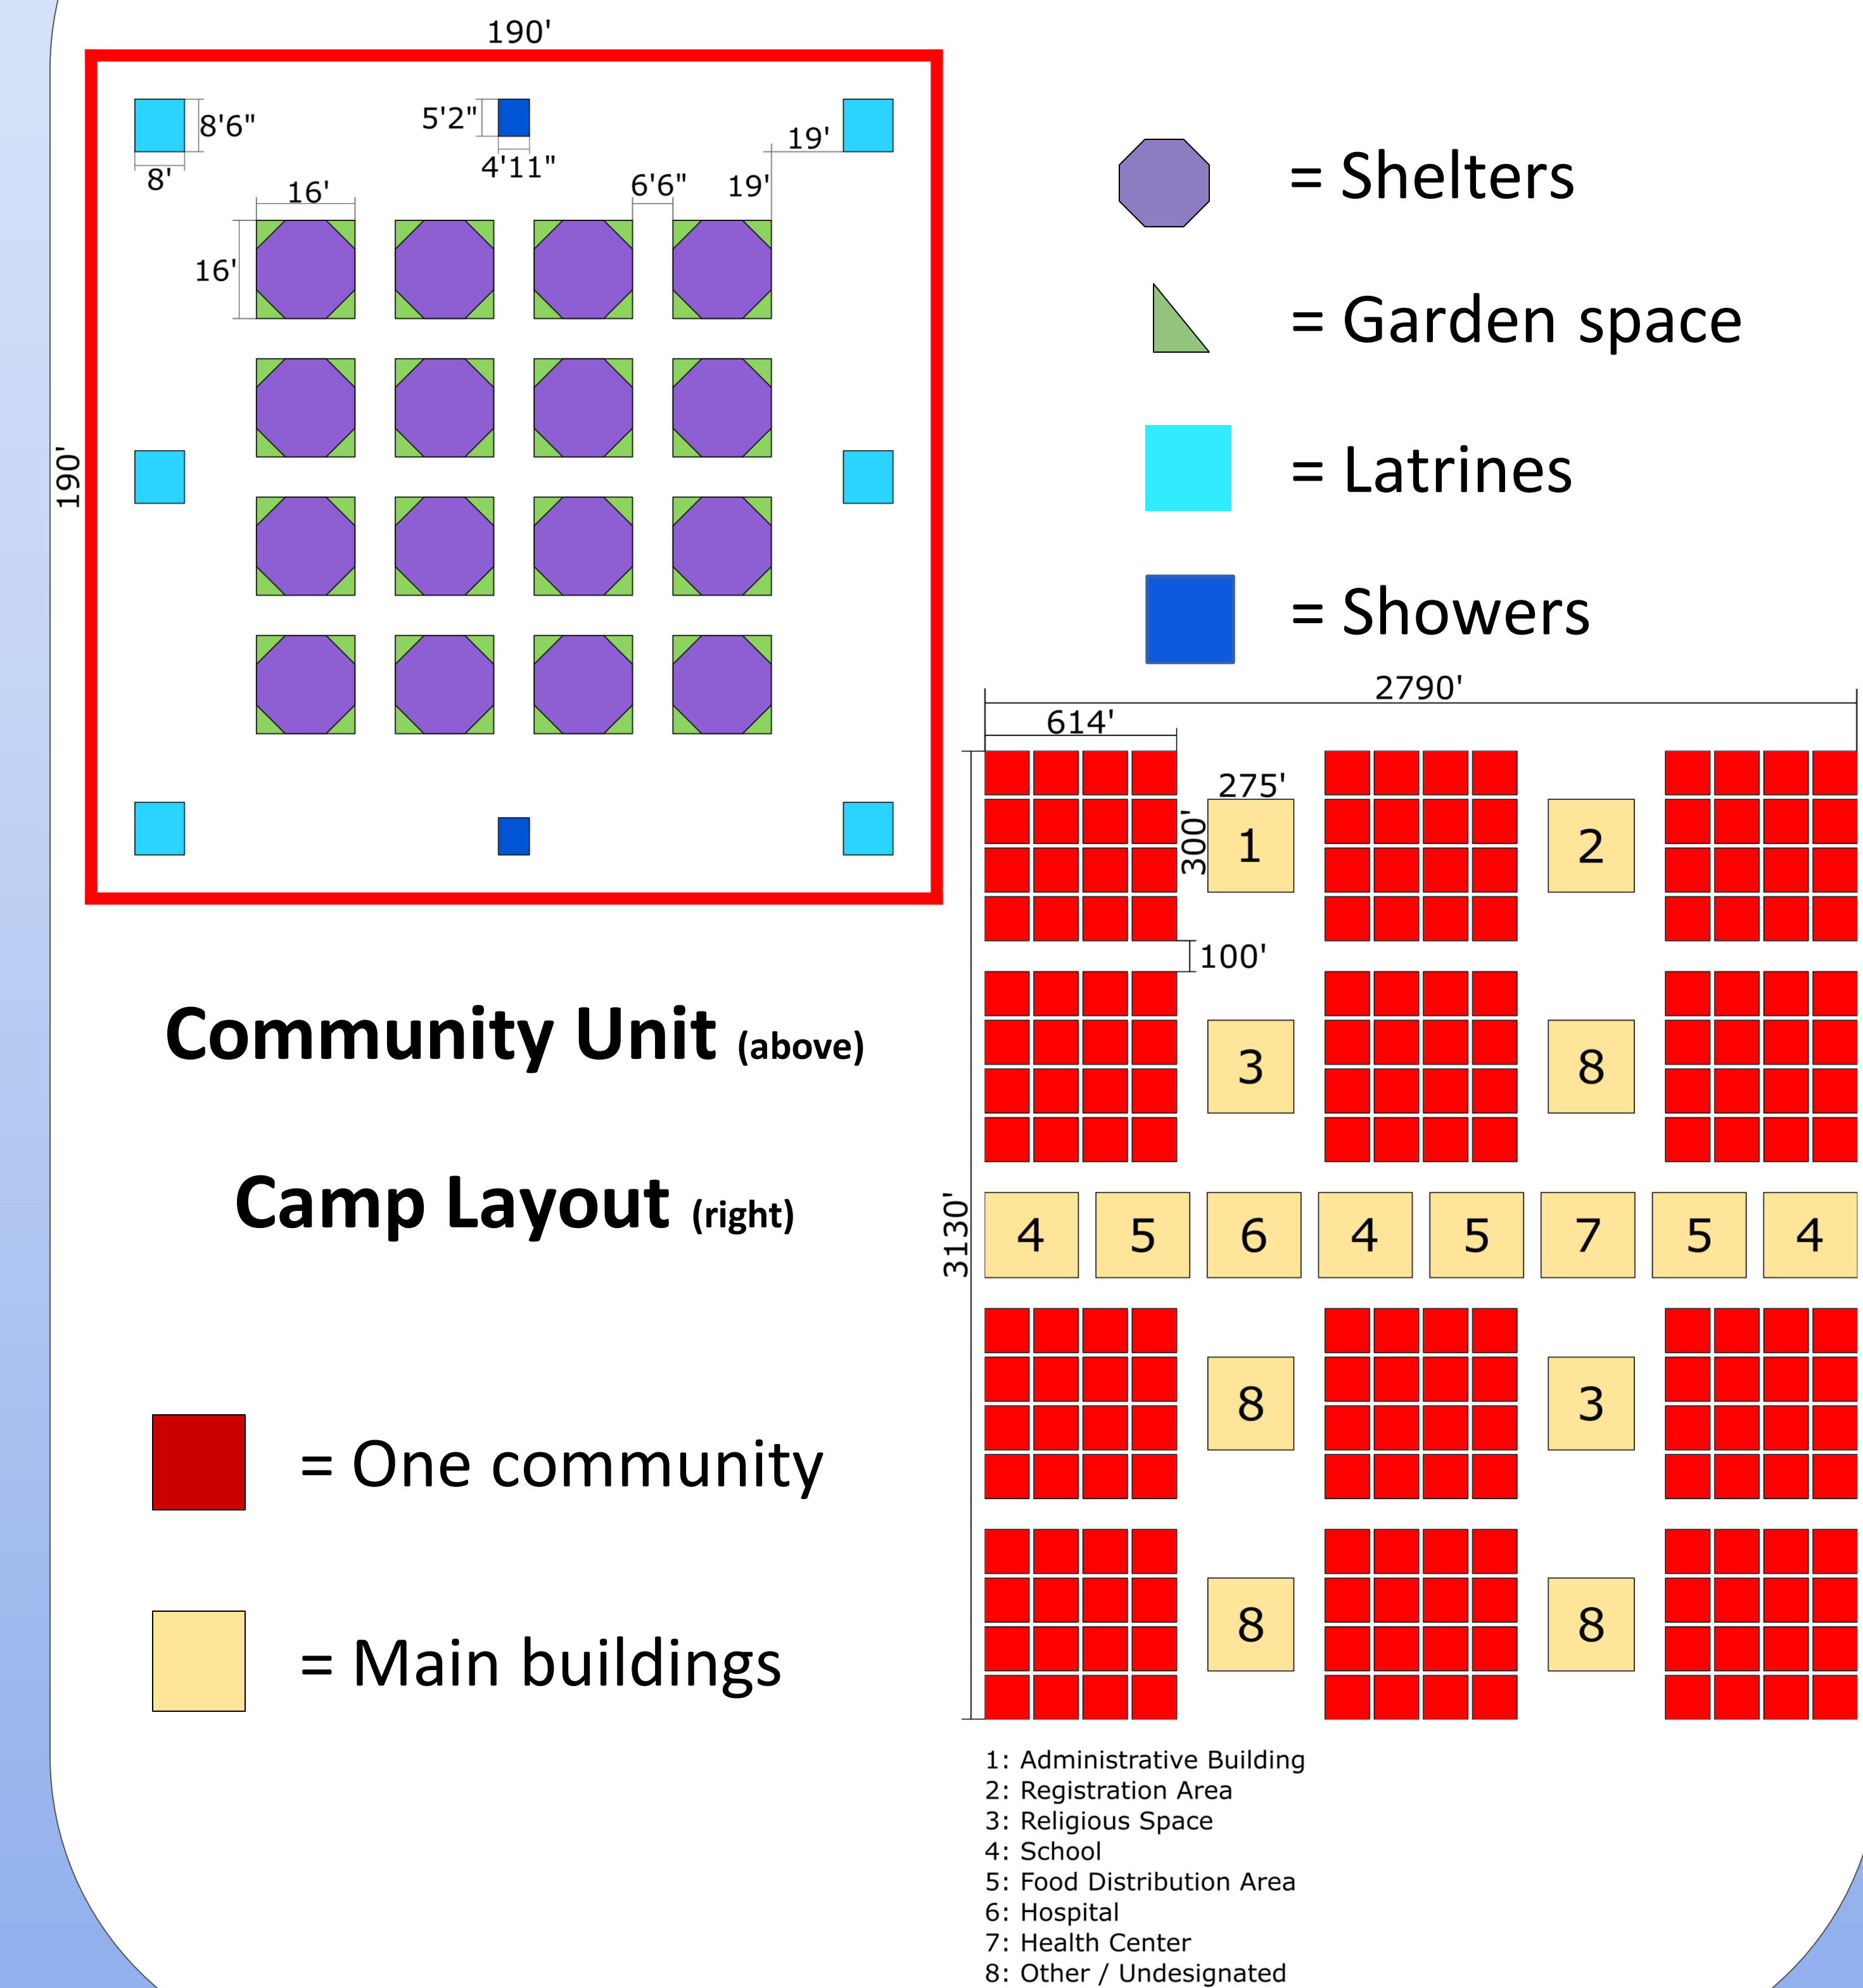 190'
8'6"
8'
5'2"
4'11"
19'
19'
6'6"
16'
16'
190'
= Shelters
= Garden space
= Latrines
= Showers
Community Unit (above)
Camp Layout (right)
= One community
= Main buildings
2790'
614'
275'
300'
1
2
100'
3
8
3130'
4 5 6 4 5 7 5 4
8
3
8
8
1: Administrative Building
2: Registration Area
3: Religious Space
4: School
5: Food Distribution Area
6: Hospital
7: Health Center
8: Other / Undesignated